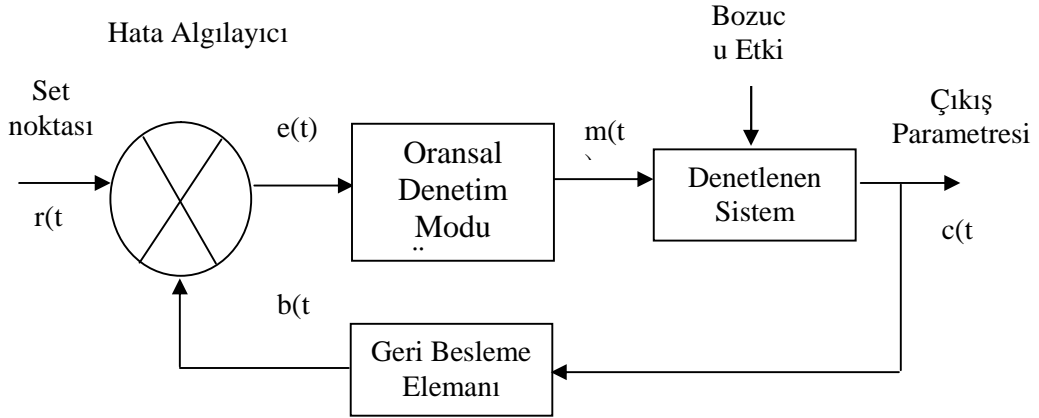 Hata Algılayıcı
Bozuc
u Etki
Set
noktası
e(t)
m(t
Çıkış
Parametresi
Oransal
Denetim
Modu
Denetlenen
Sistem
r(t
c(t
b(t
Geri Besleme
Elemanı